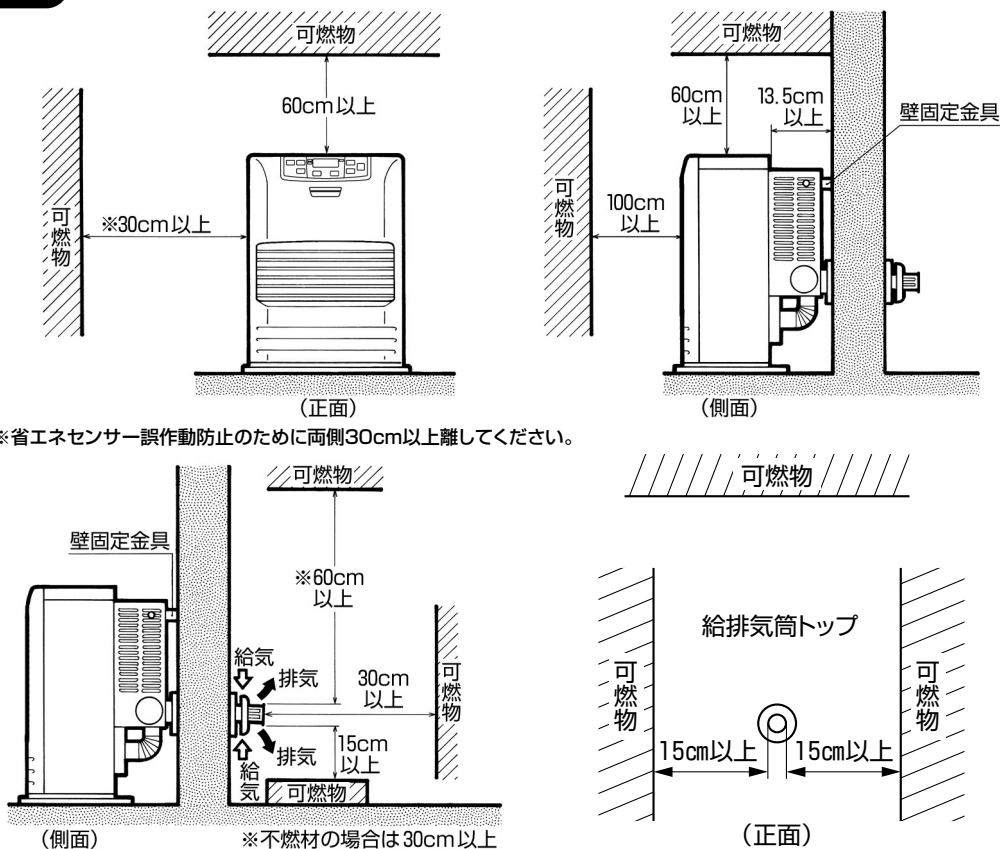 可燃物
60cm以上
可燃物
※30cm以上
(正面)
可燃物
60cm
以上
13.5cm
以上
壁固定金具
可燃物
100cm
以上
(側面)
※省エネセンサー誤作動防止のために両側30cm以上離してください。
可燃物
壁固定金具
※60cm
以上
給気
排気
30cm
以上
可燃物
排気
給気
15cm
以上
可燃物
(側面)
※不燃材の場合は30cm以上
可燃物
給排気筒トップ
可燃物
可燃物
15cm以上
15cm以上
(正面)